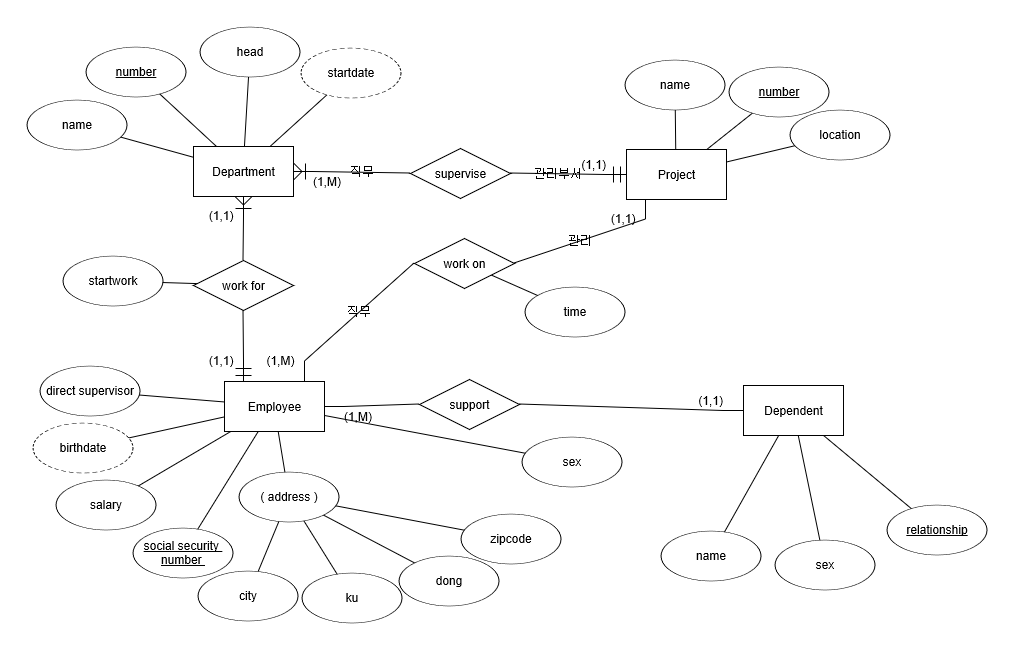 head
number
startdate
name
Department
(1,M)
직무
supervise
관리부서
(1,1)
Project
name
number
location
(1,1)
관리
(1,1)
work for
startwork
work on
time
직무
(1,1)
(1,M)
direct supervisor
Employee
(1,M)
support
(1,1)
Dependent
birthdate
salary
social security
number
( address )
sex
zipcode
dong
ku
city
name
sex
relationship